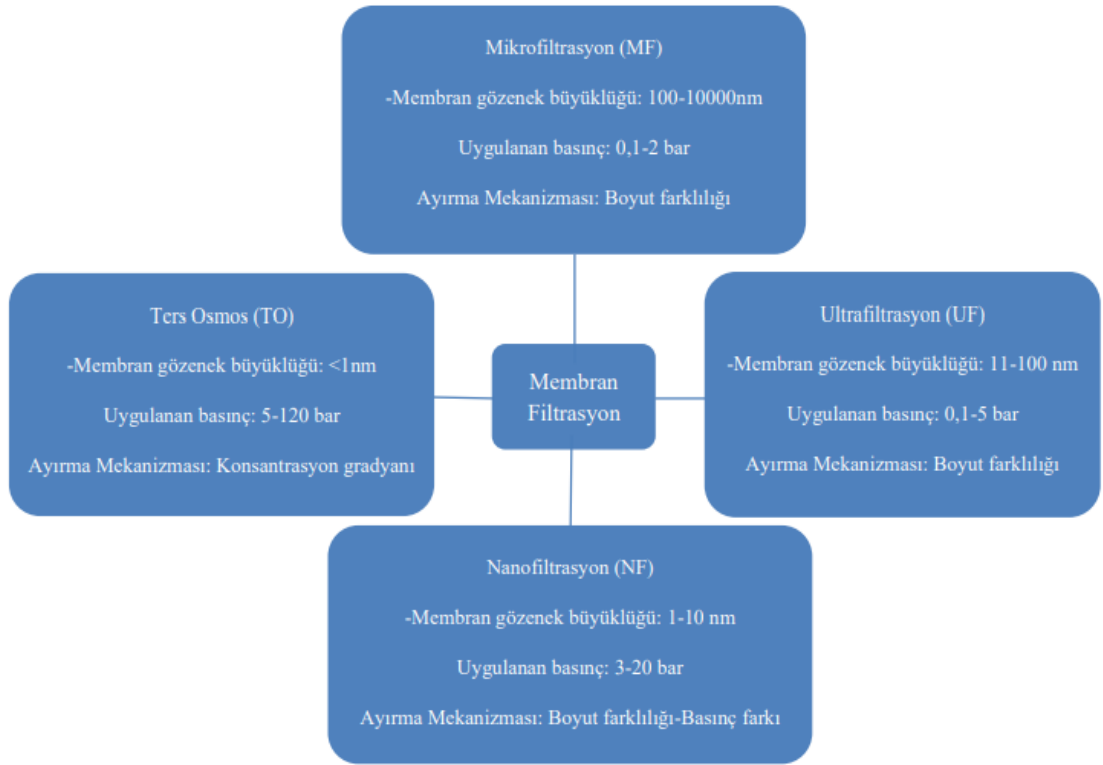 Mikrofiltrasyon (MF)
-Membran gözenek büyüklüğü: 100-10000nm
Uygulanan basınç: 0,1-2 bar
Ayırma Mekanizması: Boyut farklılığı
Ters Osmos (TO)
-Membran gözenek büyüklüğü: <1nm
Uygulanan basınç: 5-120 bar
Ayırma Mekanizması: Konsantrasyon gradyanı
Membran
Filtrasyon
Ultrafiltrasyon (UF)
-Membran gözenek büyüklüğü: 11-100 nm
Uygulanan basınç: 0,1-5 bar
Ayırma Mekanizması: Boyut farklılığı
Nanofiltrasyon (NF)
-Membran gözenek büyüklüğü: 1-10 nm
Uygulanan basınç: 3-20 bar
Ayırma Mekanizması: Boyut farklılığı-Basınç farkı